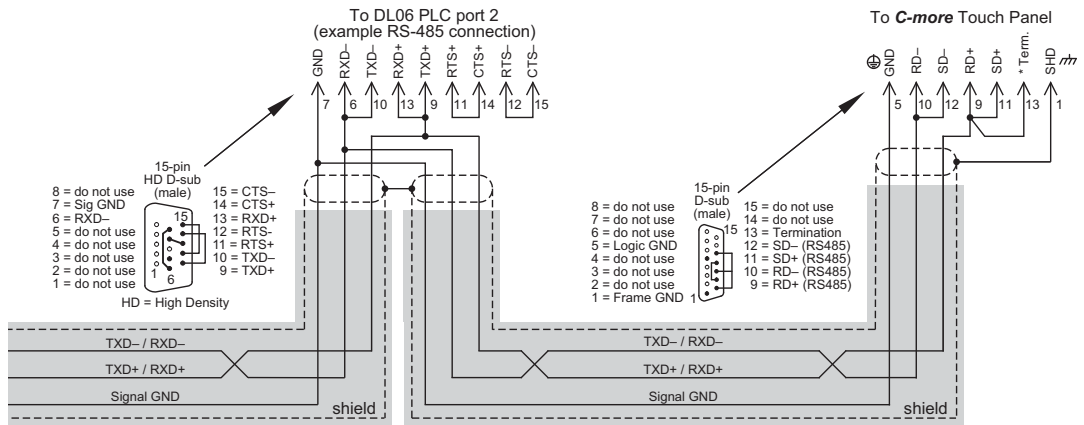 To DL06 PLC port 2
(example RS-485 connection)
GND
RXD–
TXD–
RXD+
TXD+
RTS+
CTS+
RTS–
CTS–
7
6
10
13
9
11
14
12
15
To C-more Touch Panel
GND
RD–
SD–
RD+
SD+
* Term.
SHD
5
10
12
9
11
13
1
15-pin
HD D-sub
(male)
8 = do not use
7 = Sig GND
6 = RXD–
5 = do not use
4 = do not use
3 = do not use
2 = do not use
1 = do not use
15 = CTS–
14 = CTS+
13 = RXD+
12 = RTS-
11 = RTS+
10 = TXD–
9 = TXD+
15
1
6
HD = High Density
15-pin
D-sub
(male)
8 = do not use
7 = do not use
6 = do not use
5 = Logic GND
4 = do not use
3 = do not use
2 = do not use
1 = Frame GND
15 = do not use
14 = do not use
13 = Termination
12 = SD– (RS485)
11 = SD+ (RS485)
10 = RD– (RS485)
9 = RD+ (RS485)
15
1
TXD– / RXD–
TXD+ / RXD+
Signal GND
shield
TXD– / RXD–
TXD+ / RXD+
Signal GND
shield